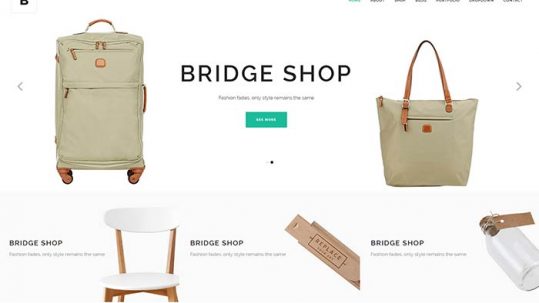 B
HOME ABOUT SHOP BLOG PORTFOLIO DROPDOWN CONTACT
BRIDGE SHOP
Fashion fades, only style remains the same
SEE MORE
BRIDGE SHOP
Fashion fades, only style remains the same
BRIDGE SHOP
Fashion fades, only style remains the same
REPLACE
BRIDGE SHOP
Fashion fades, only style remains the same